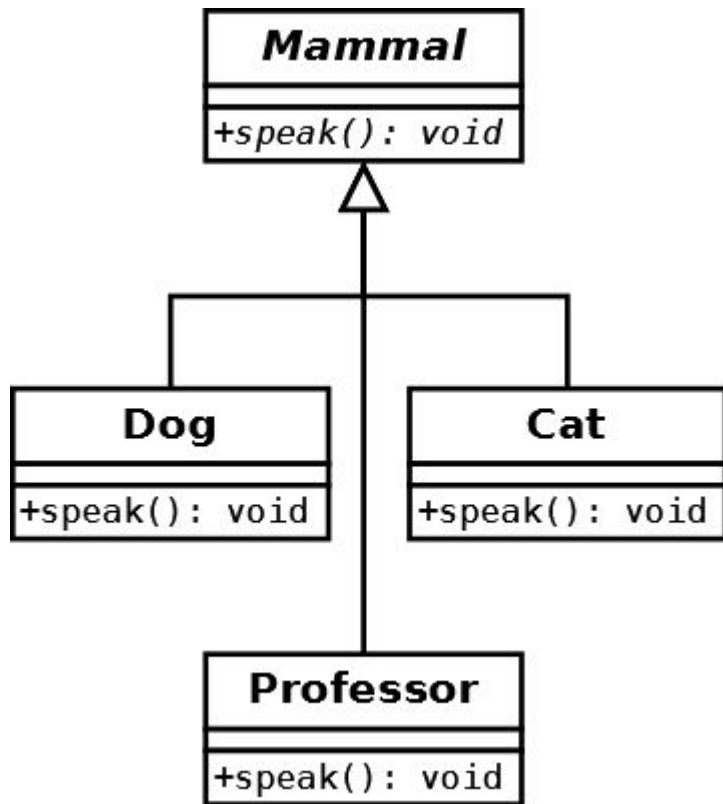 Mammal
+speak(): void
Dog
+speak(): void
Cat
+speak(): void
Professor
+speak(): void